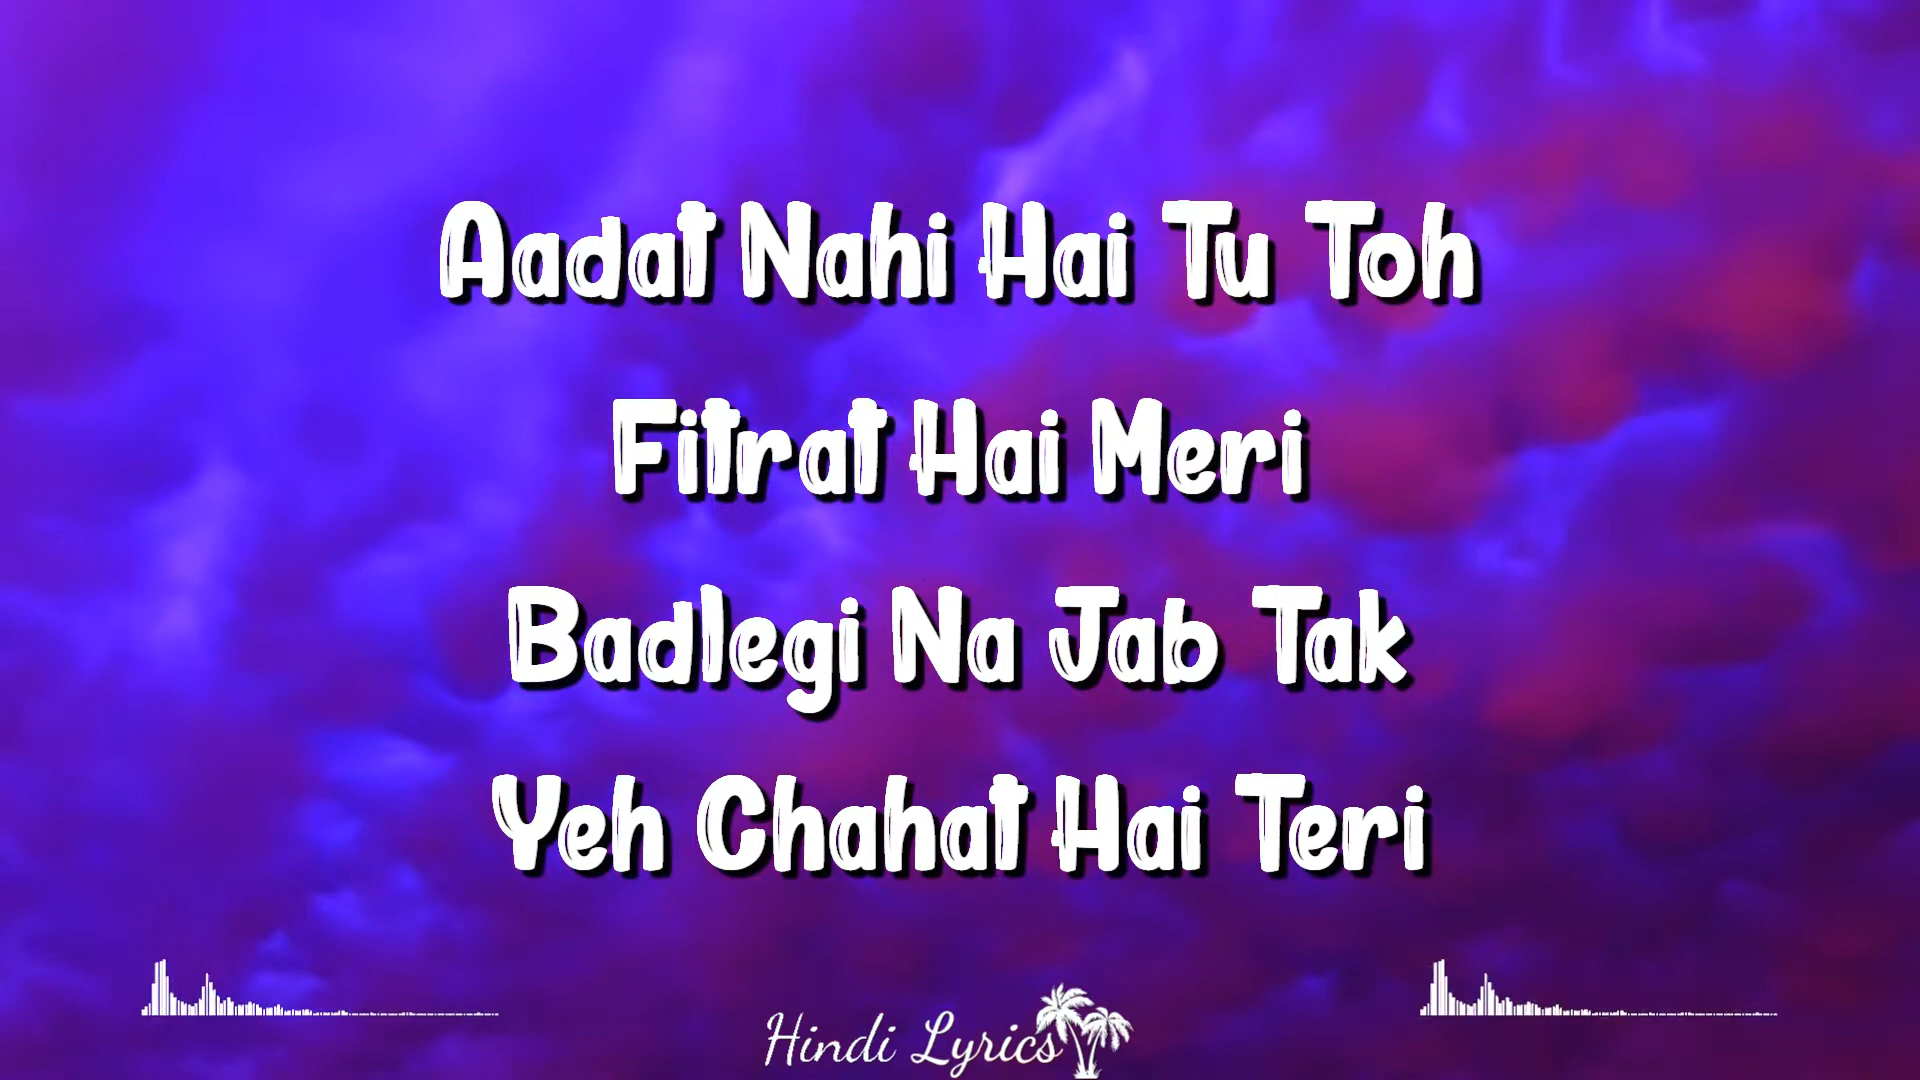 Aadat Nahi Hai Tu Toh
Fitrat Hai Meri
Badlegi Na Jab Tak
Yeh Chahat Hai Teri
Hindi Lyrics